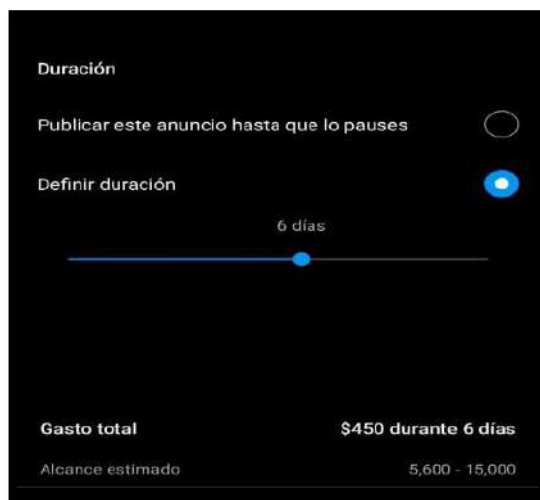 Duración
Publicar este anuncio hasta que lo pauses
Definir duración
6 días
Gasto total $450 durante 6 días
Alcance estimado 5,600 - 15,000